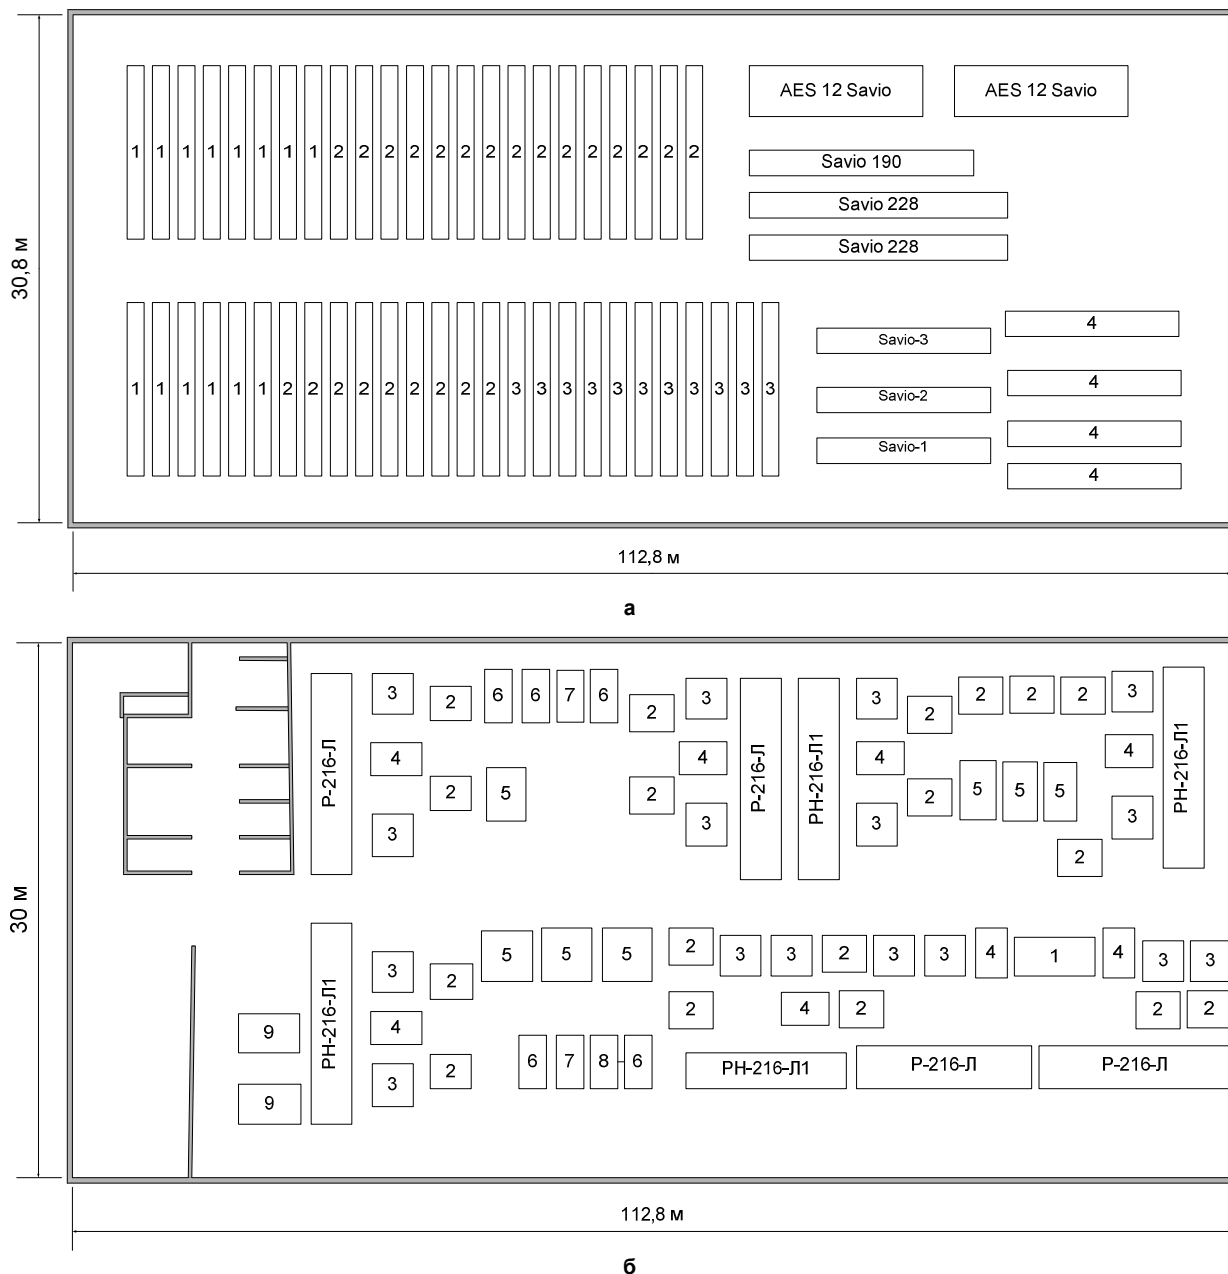 AES 12 Savio AES 12 Savio
1 1 1 1 1 1 1 1 2 2 2 2 2 2 2 2 2 2 2 2 2 2 2
Savio 190
Savio 228
Savio 228
30,8 м
4
Savio-3
1 1 1 1 1 1 2 2 2 2 2 2 2 2 2 3 3 3 3 3 3 3 3 3 3 3
4
Savio-2
4
Savio-1
4
112,8 м
а
3 2 6 6 7 6 2 3 3 2 2 2 2 3
Р-216-Л 4 4 Р-216-Л РН-216-Л1 4 4 РН-216-Л1
2 5 2 2 5 5 5
3 3 3 3
2
30 м
3 2 5 5 5 2 3 3 2 3 3 4 1 4 3 3
РН-216-Л1 4 2 4 2 2 2
9
3 2 6 7 8 6 РН-216-Л1 Р-216-Л Р-216-Л
9
112,8 м
б